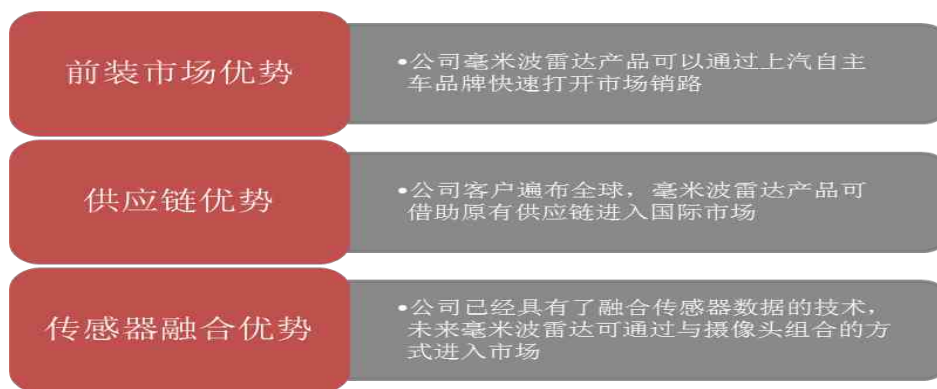 前装市场优势
•公司毫米波雷达产品可以通过上汽自主
车品牌快速打开市场销路
供应链优势
•公司客户遍布全球，毫米波雷达产品可
借助原有供应链进入国际市场
传感器融合优势
•公司已经具有了融合传感器数据的技术，
未来毫米波雷达可通过与摄像头组合的方
式进入市场